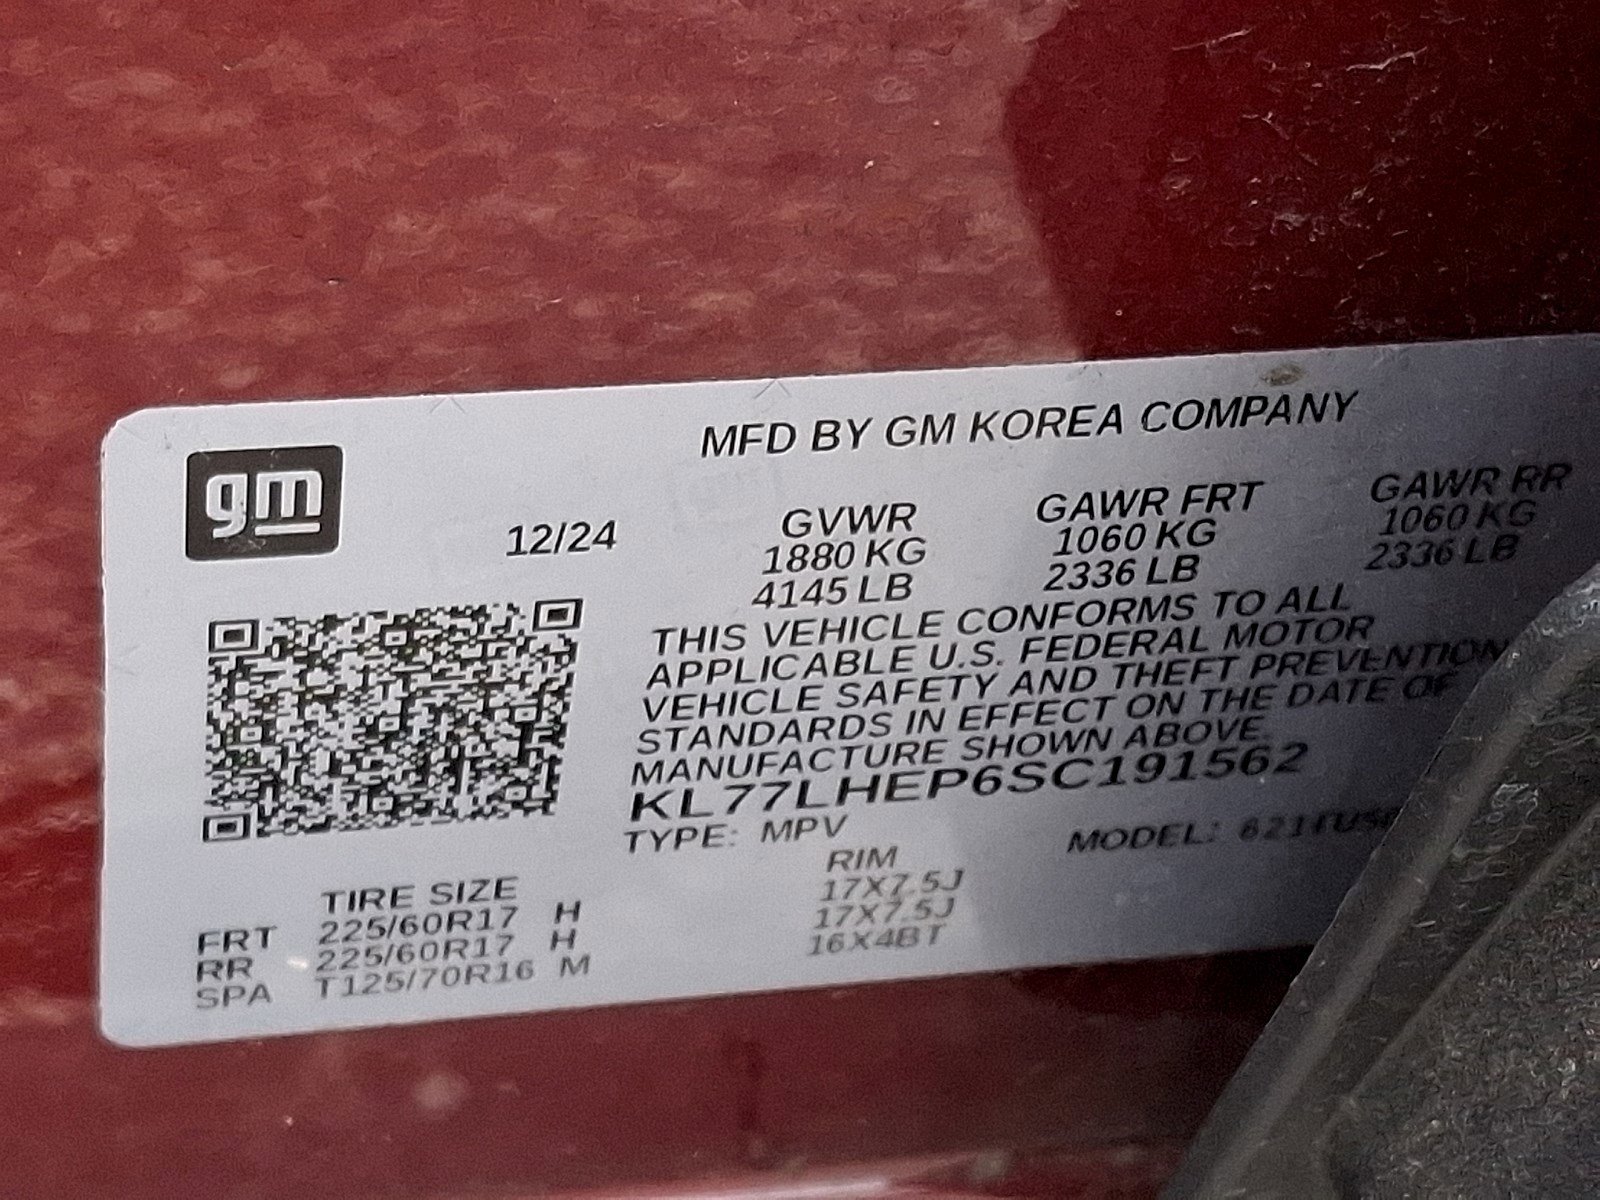 gm
MFD BY GM KOREA COMPANY
12/24
GVWR GAWR FRT GAWR RR
1880 KG 1060 KG 1060 KG
4145 LB 2336 LB 2336 LB
THIS VEHICLE CONFORMS TO ALL
APPLICABLE U.S. FEDERAL MOTOR
VEHICLE SAFETY AND THEFT PREVENTION
STANDARDS IN EFFECT ON THE DATE OF
MANUFACTURE SHOWN ABOVE.
KL77LHEP6SC191562
TYPE: MPV MODEL:
TIRE SIZE RIM
FRT 225/60R17 H 17X7.5J
RR 225/60R17 H 17X7.5J
SPA T125/70R16 M 16X4BT